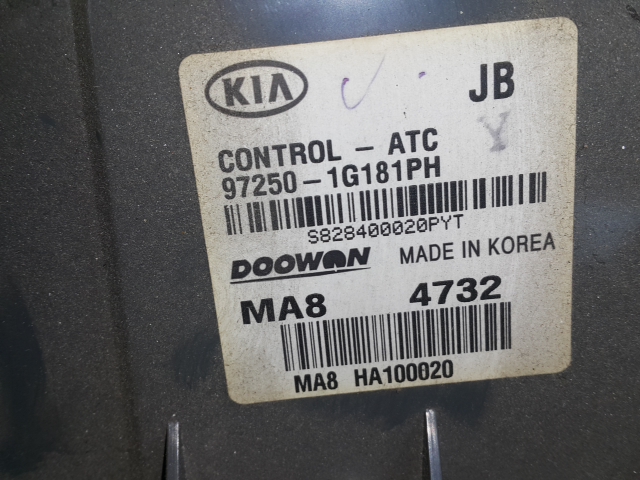 KIA
JB
CONTROL - ATC
97250-1G181PH
S828400020PYT
DOOWON MADE IN KOREA
MA8 4732
MA8 HA100020